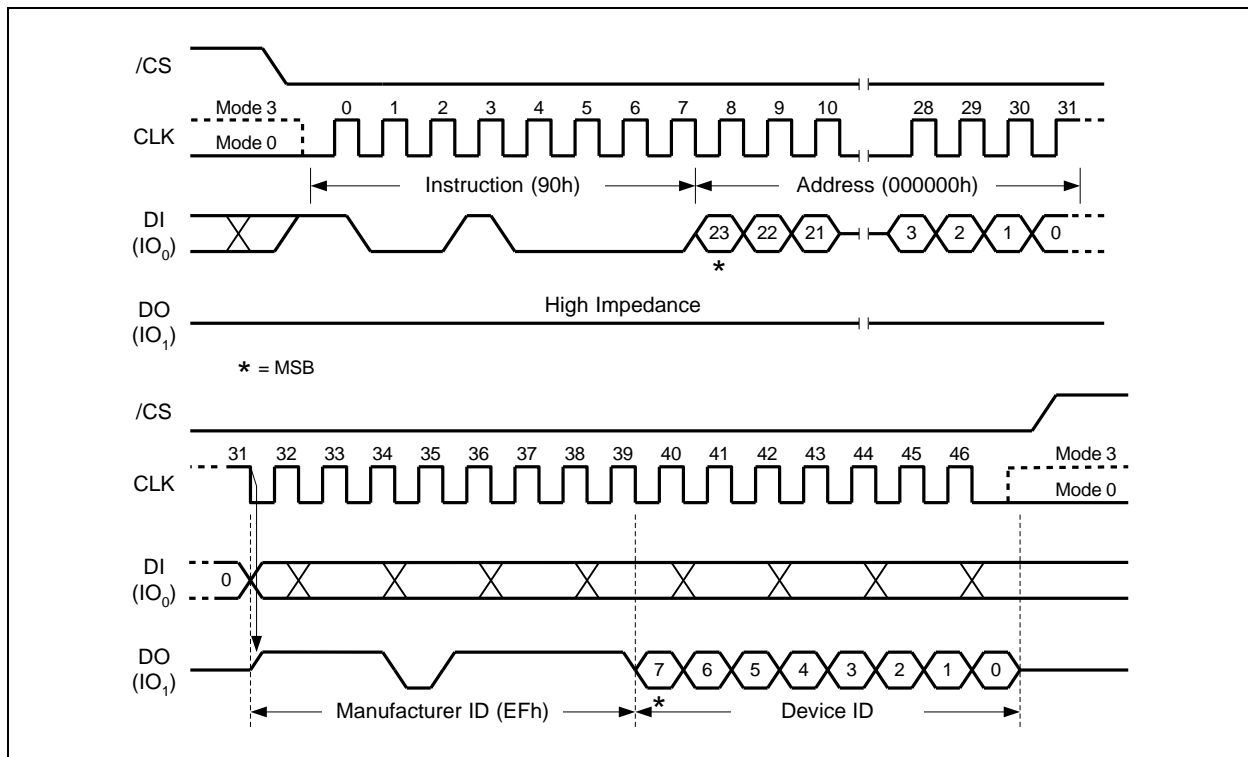 /CS
Mode 3 0 1 2 3 4 5 6 7 8 9 10 28 29 30 31
CLK Mode 0
Instruction (90h) Address (000000h)
DI
(IO0) 23 22 21 3 2 1 0
*
High Impedance
DO
(IO1)
* = MSB
/CS
31 32 33 34 35 36 37 38 39 40 41 42 43 44 45 46 Mode 3
CLK Mode 0
DI
(IO0) 0
DO
(IO1) 7 6 5 4 3 2 1 0
*
Manufacturer ID (EFh) Device ID